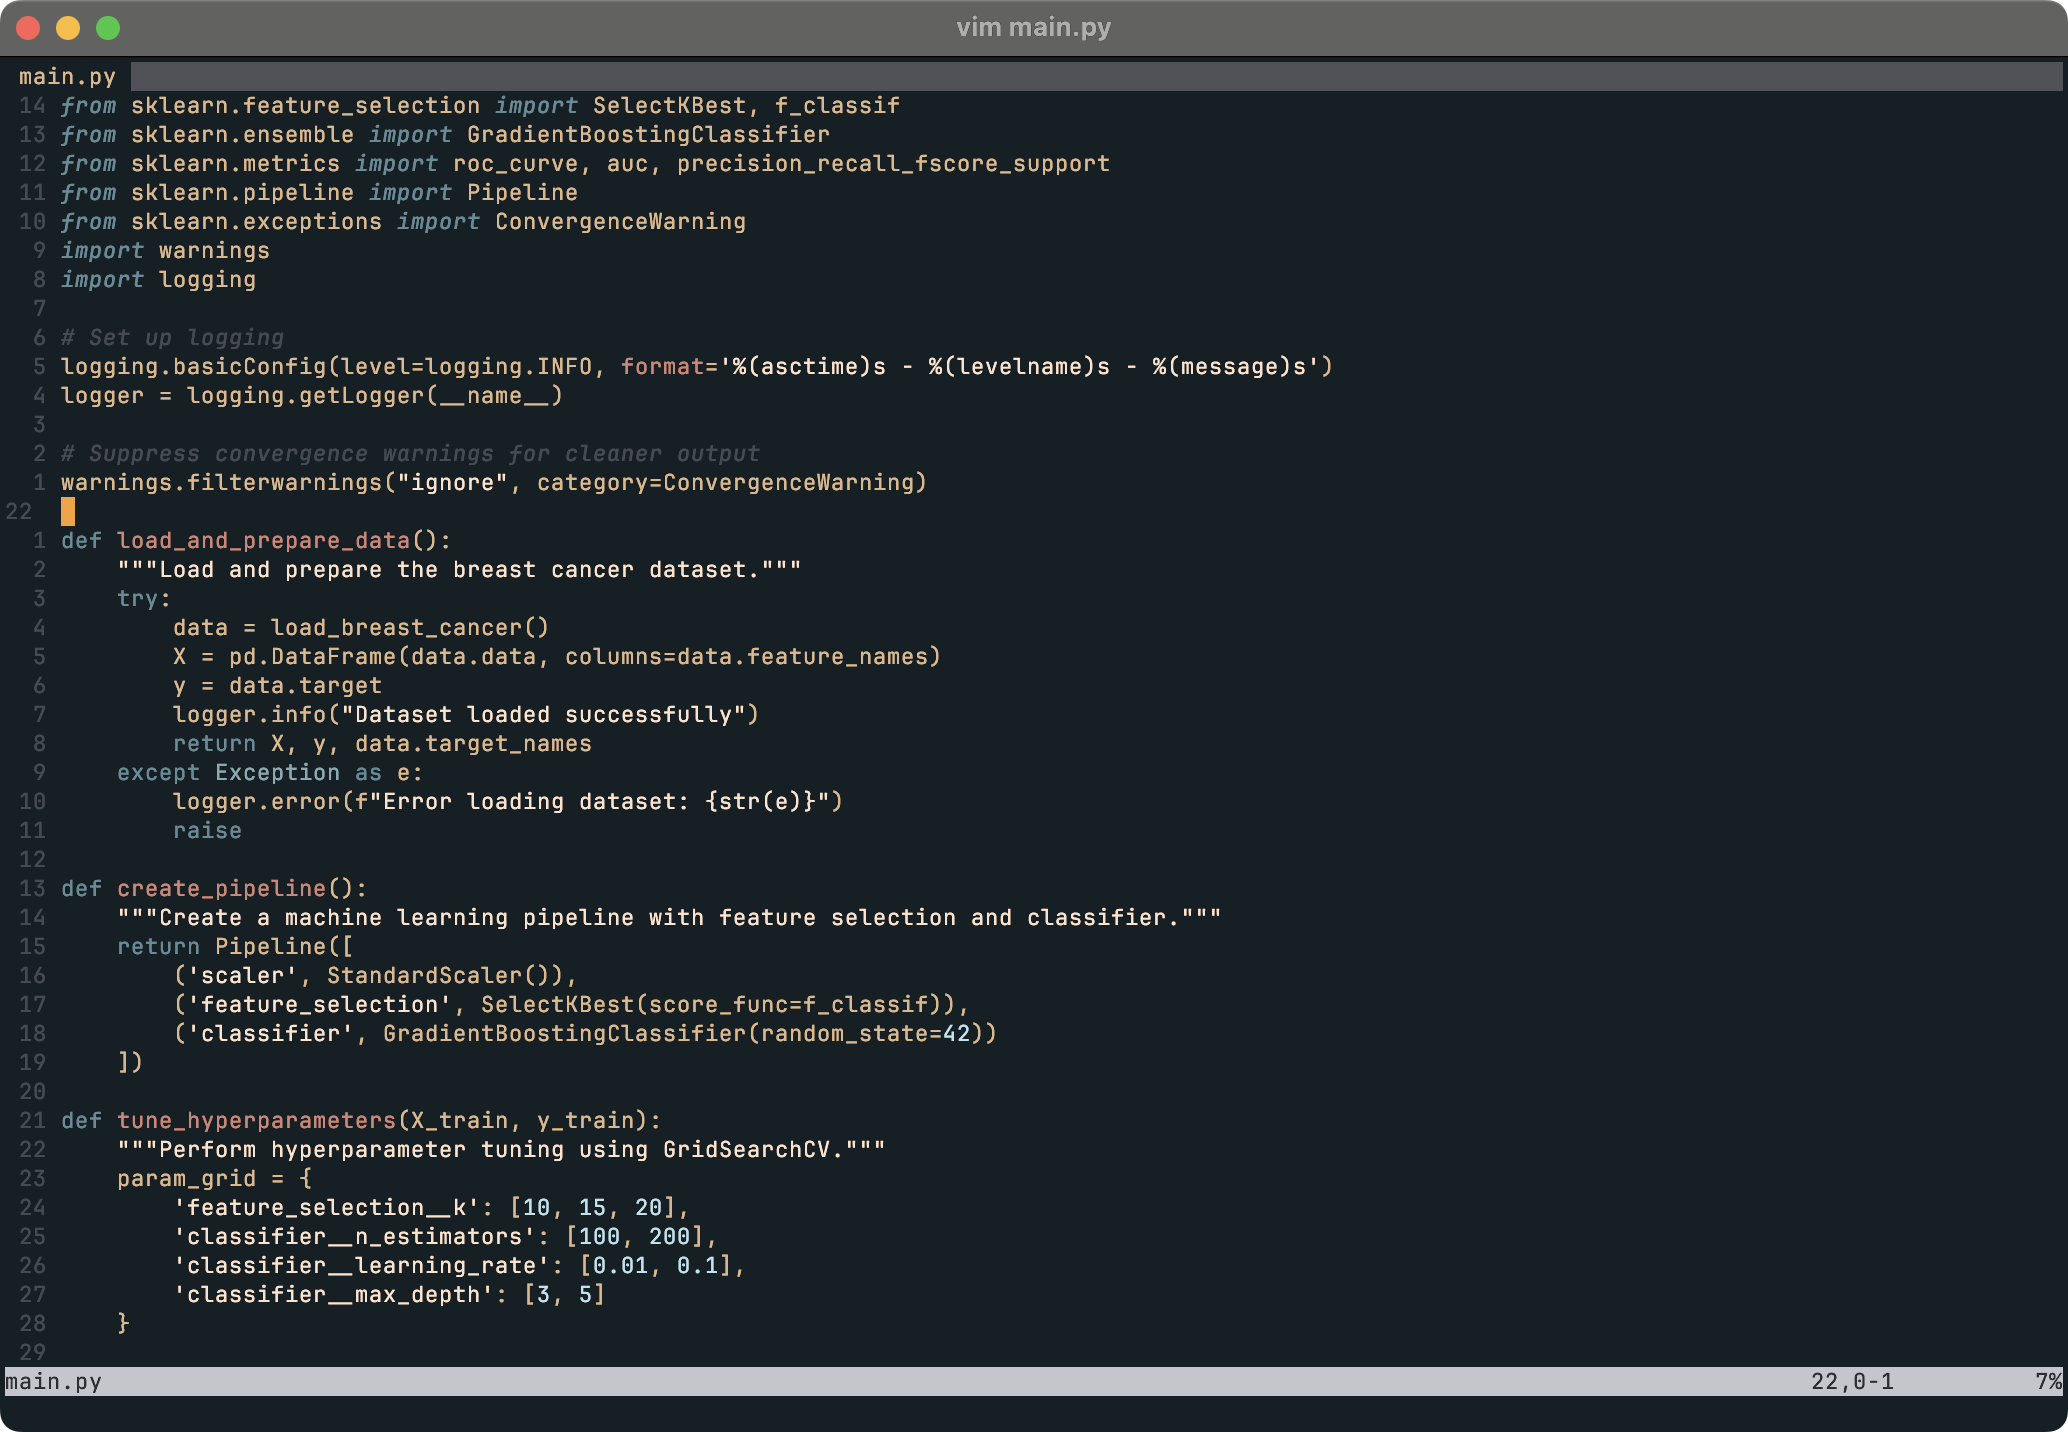 vim main.py
main.py
14 from sklearn.feature_selection import SelectKBest, f_classif
13 from sklearn.ensemble import GradientBoostingClassifier
12 from sklearn.metrics import roc_curve, auc, precision_recall_fscore_support
11 from sklearn.pipeline import Pipeline
10 from sklearn.exceptions import ConvergenceWarning
9 import warnings
8 import logging
7
6 # Set up logging
5 logging.basicConfig(level=logging.INFO, format='%(asctime)s - %(levelname)s - %(message)s')
4 logger = logging.getLogger(__name__)
3
2 # Suppress convergence warnings for cleaner output
1 warnings.filterwarnings("ignore", category=ConvergenceWarning)
22
1 def load_and_prepare_data():
2     """Load and prepare the breast cancer dataset."""
3     try:
4         data = load_breast_cancer()
5         X = pd.DataFrame(data.data, columns=data.feature_names)
6         y = data.target
7         logger.info("Dataset loaded successfully")
8         return X, y, data.target_names
9     except Exception as e:
10         logger.error(f"Error loading dataset: {str(e)}")
11         raise
12
13 def create_pipeline():
14     """Create a machine learning pipeline with feature selection and classifier."""
15     return Pipeline([
16         ('scaler', StandardScaler()),
17         ('feature_selection', SelectKBest(score_func=f_classif)),
18         ('classifier', GradientBoostingClassifier(random_state=42))
19     ])
20
21 def tune_hyperparameters(X_train, y_train):
22     """Perform hyperparameter tuning using GridSearchCV."""
23     param_grid = {
24         'feature_selection__k': [10, 15, 20],
25         'classifier__n_estimators': [100, 200],
26         'classifier__learning_rate': [0.01, 0.1],
27         'classifier__max_depth': [3, 5]
28     }
29
main.py 22,0-1 7%